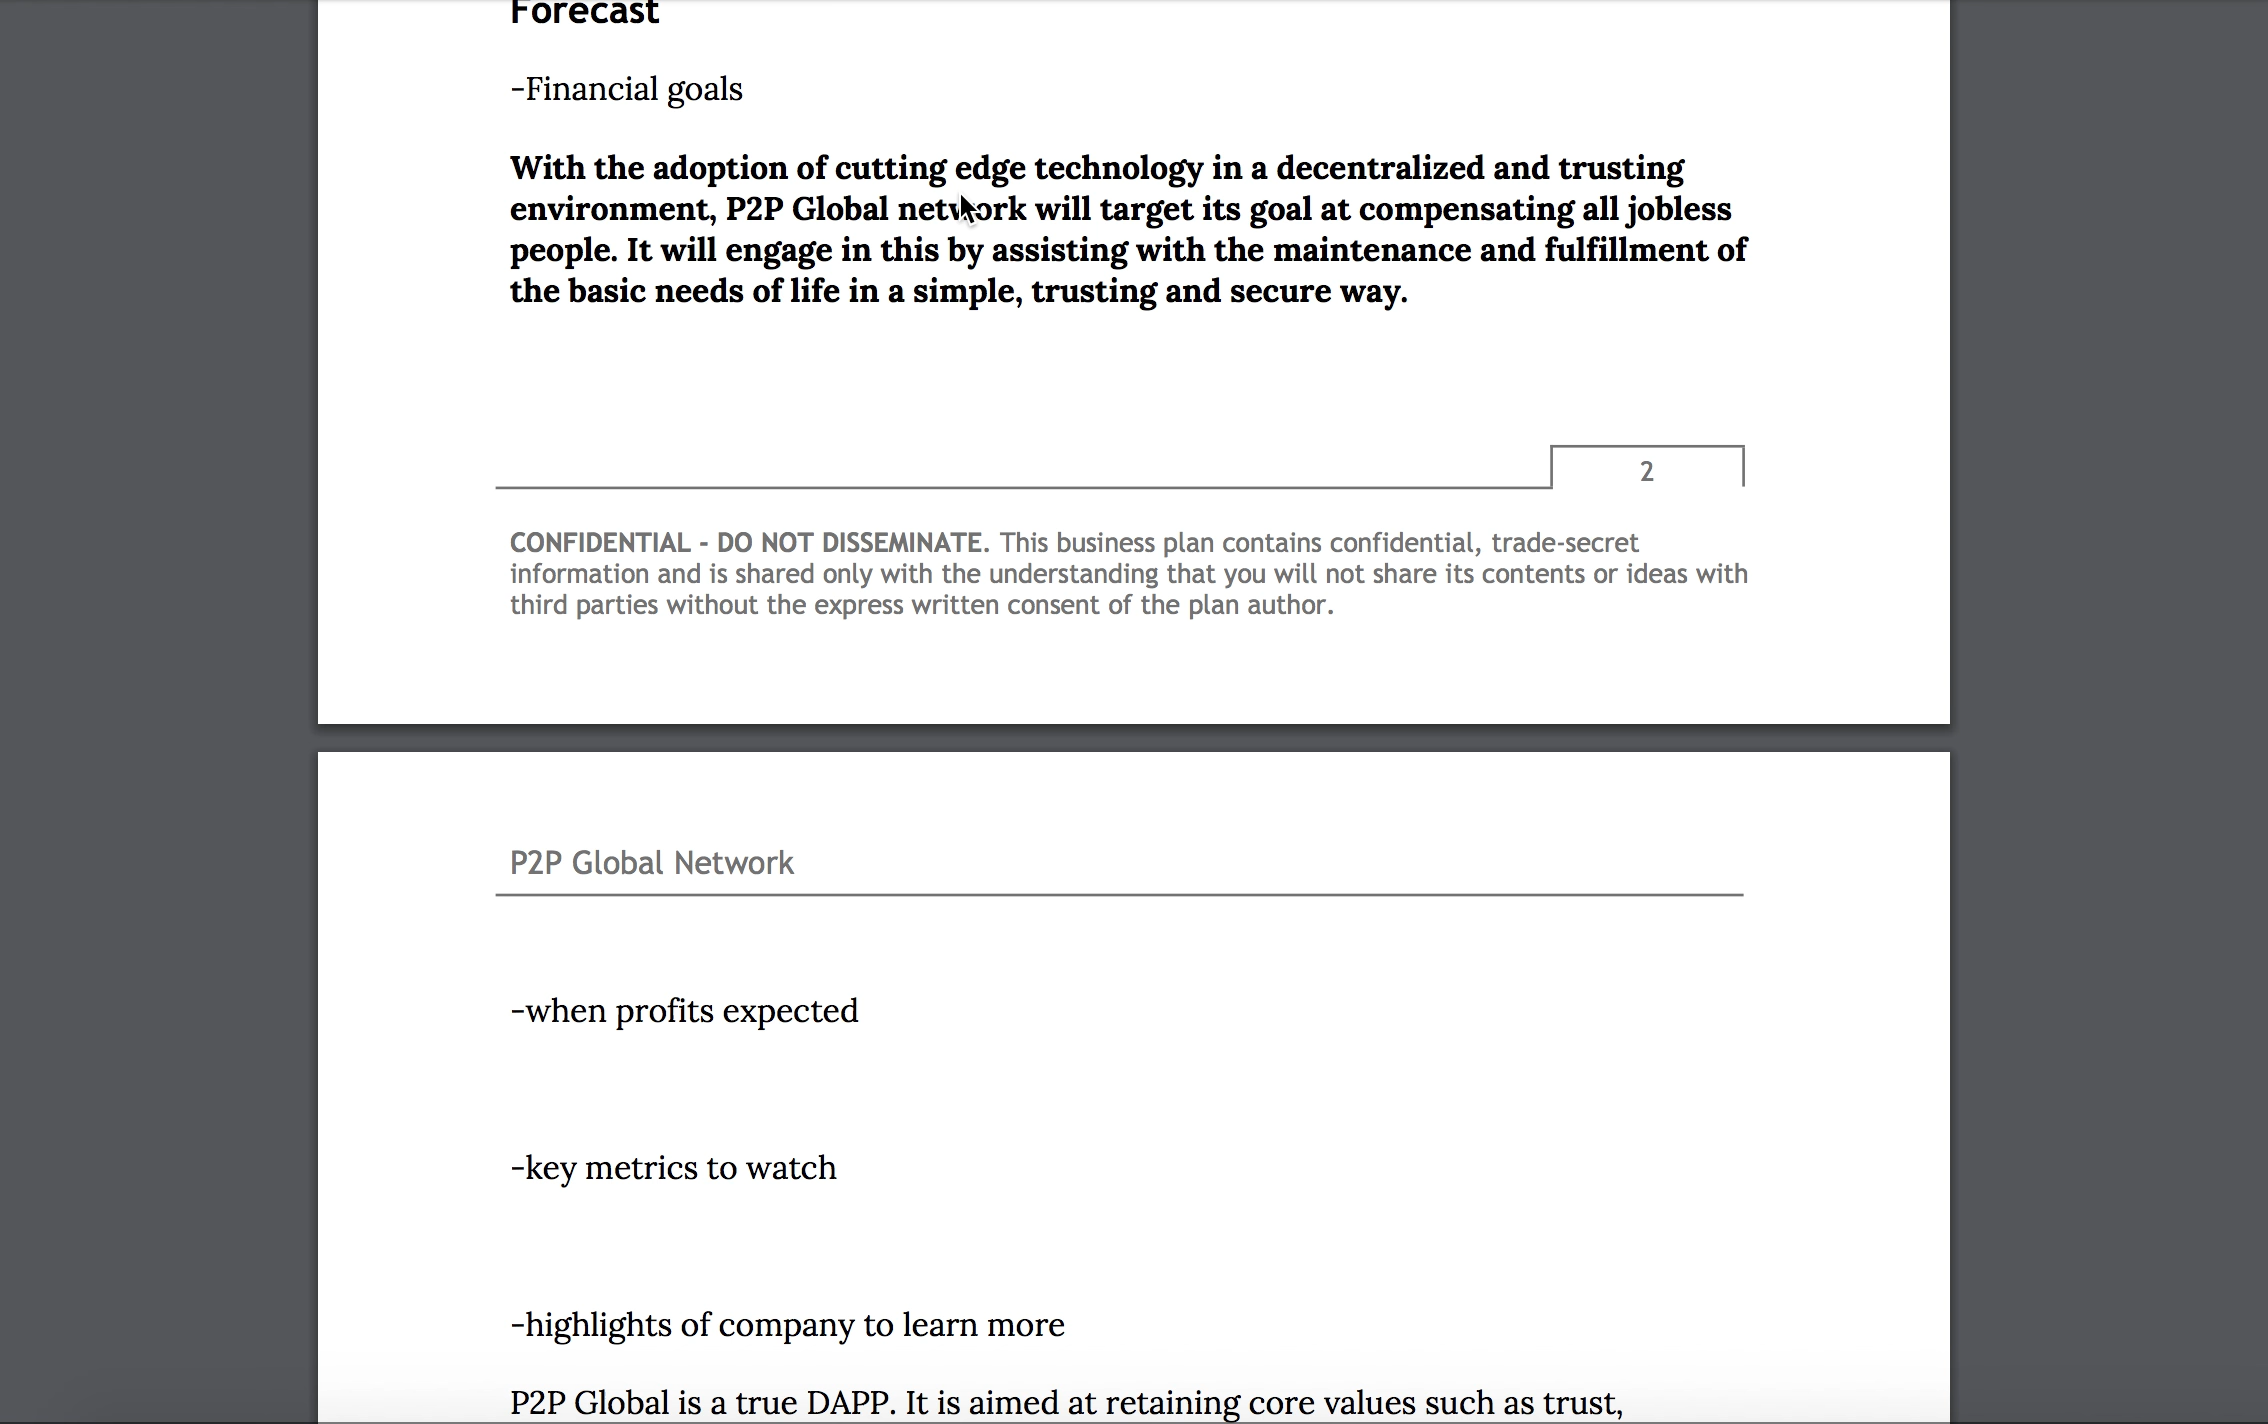 Forecast
-Financial goals
With the adoption of cutting edge technology in a decentralized and trusting
environment, P2P Global network will target its goal at compensating all jobless
people. It will engage in this by assisting with the maintenance and fulfillment of
the basic needs of life in a simple, trusting and secure way.
2
CONFIDENTIAL - DO NOT DISSEMINATE. This business plan contains confidential, trade-secret
information and is shared only with the understanding that you will not share its contents or ideas with
third parties without the express written consent of the plan author.
P2P Global Network
-when profits expected
-key metrics to watch
-highlights of company to learn more
P2P Global is a true DAPP. It is aimed at retaining core values such as trust,